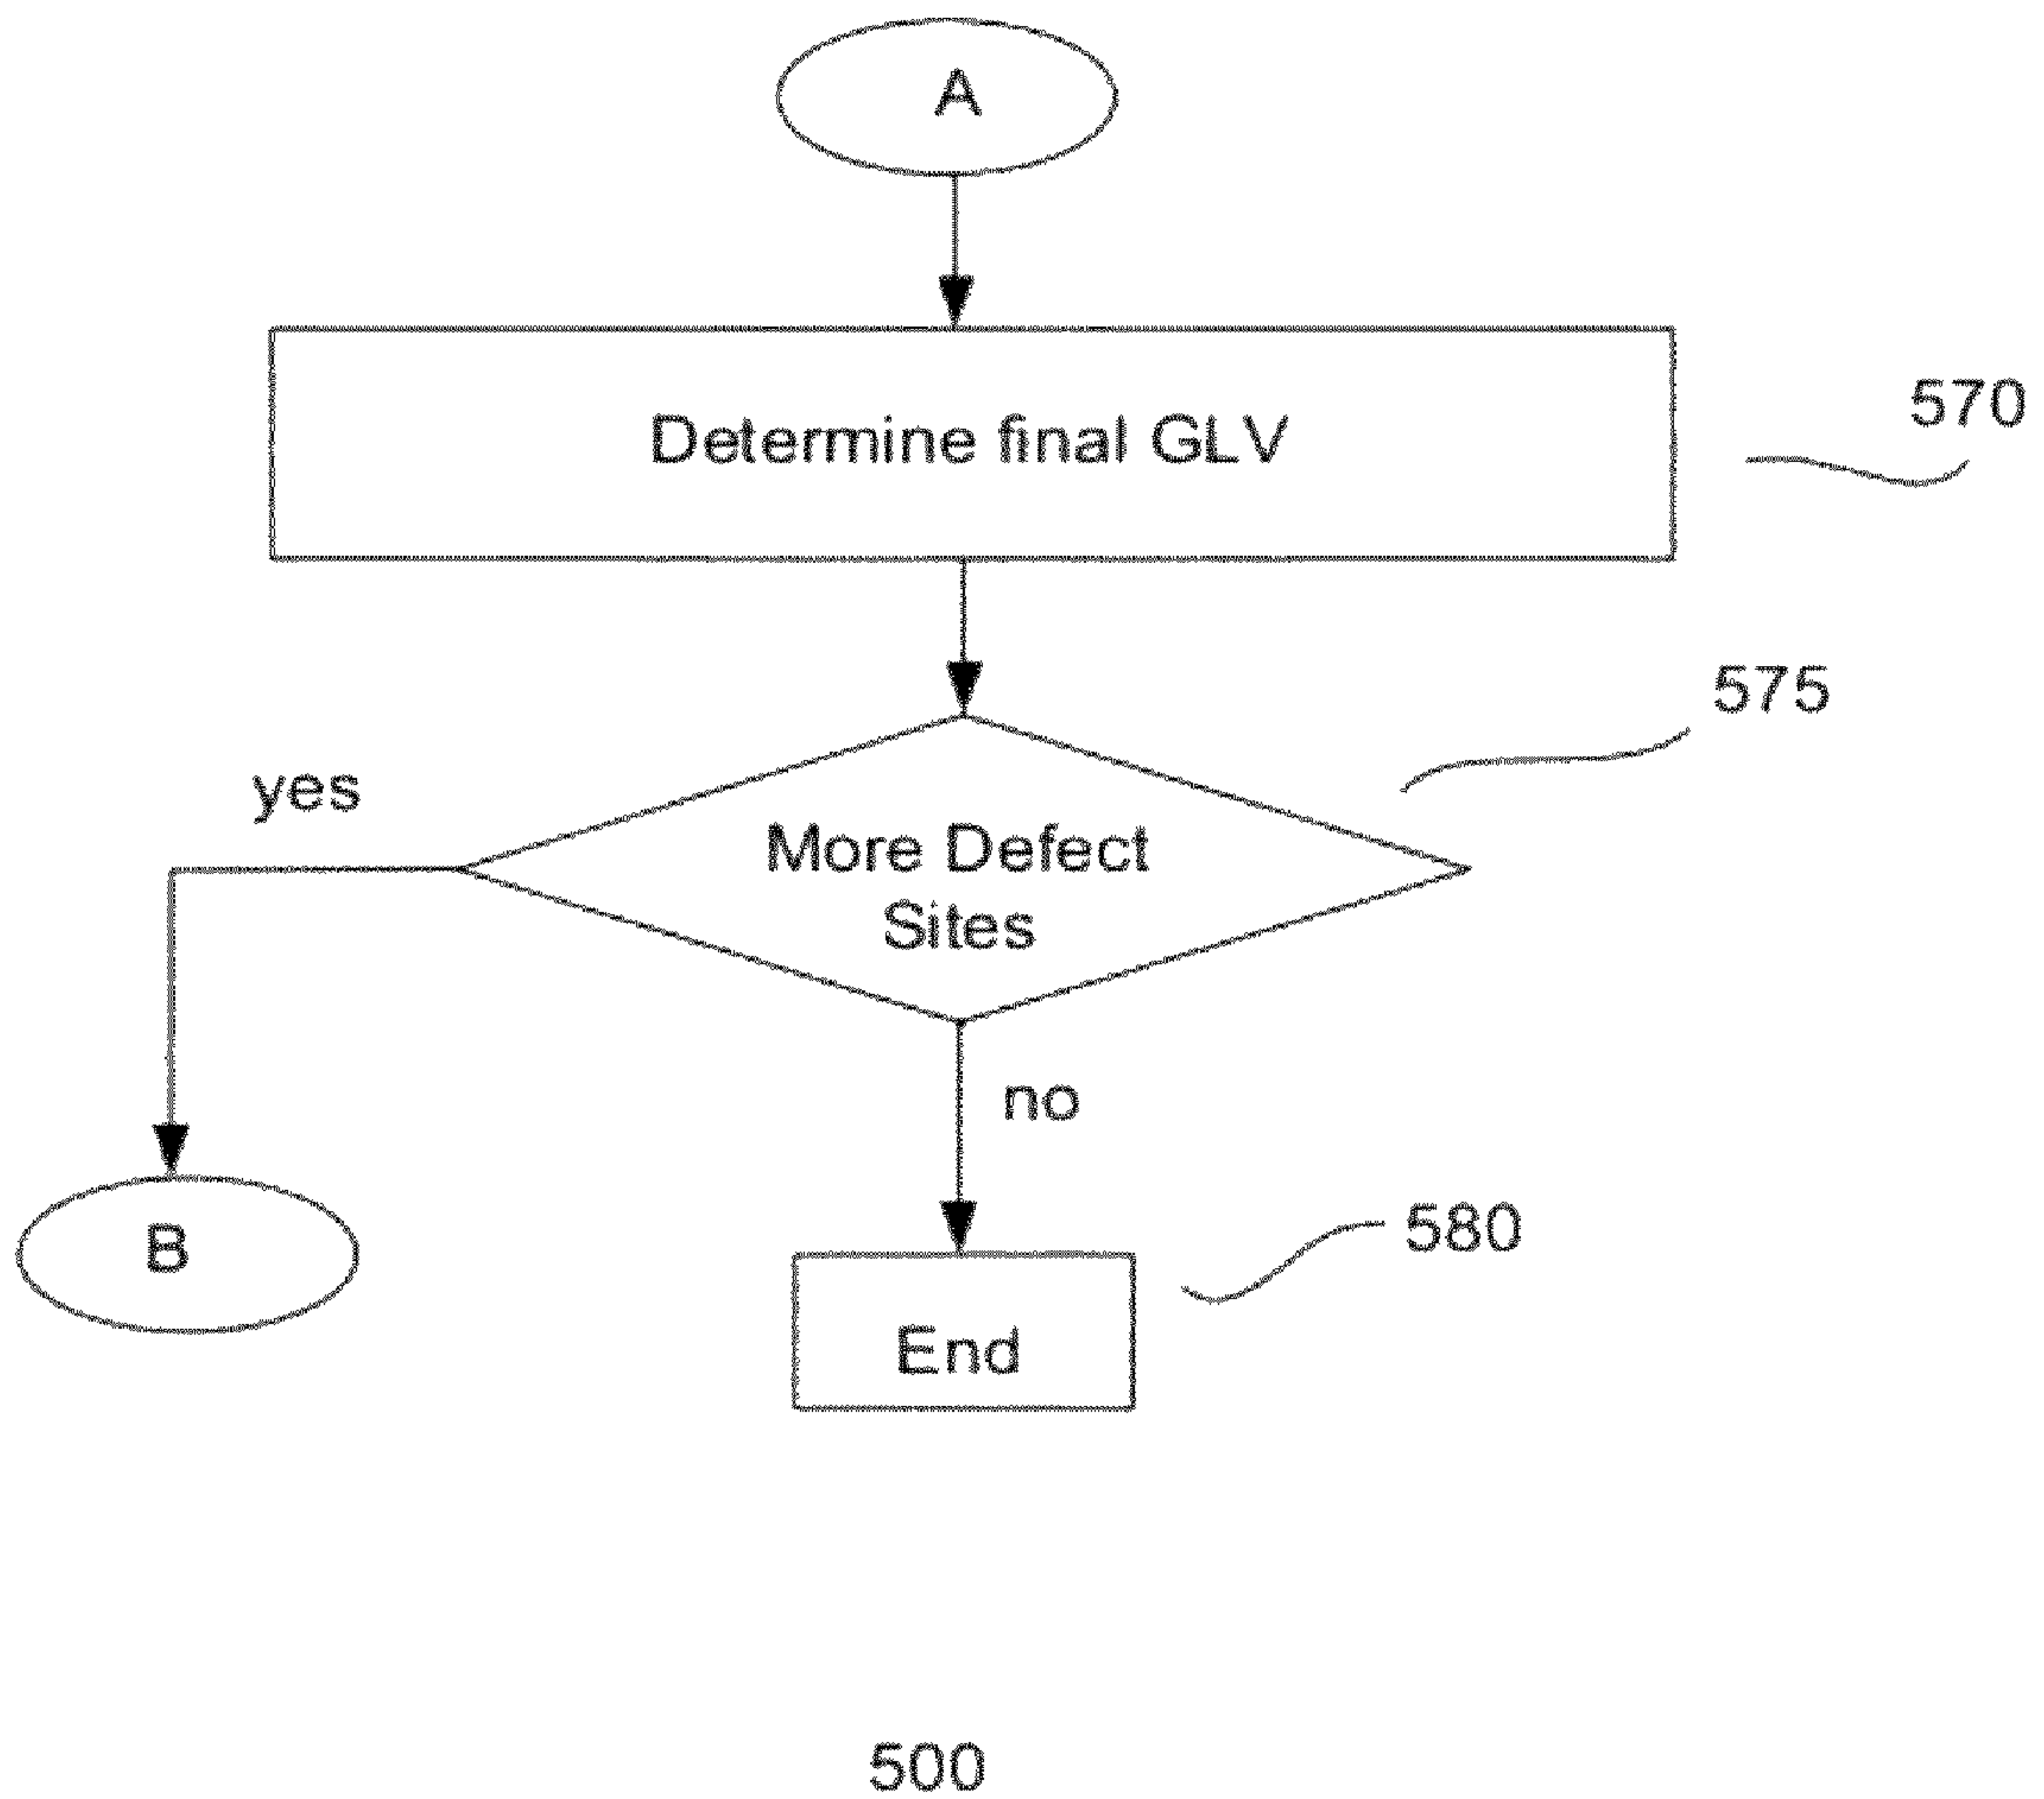 A
Determine final GLV
570
575
yes
More Defect
Sites
no
B
580
End
500